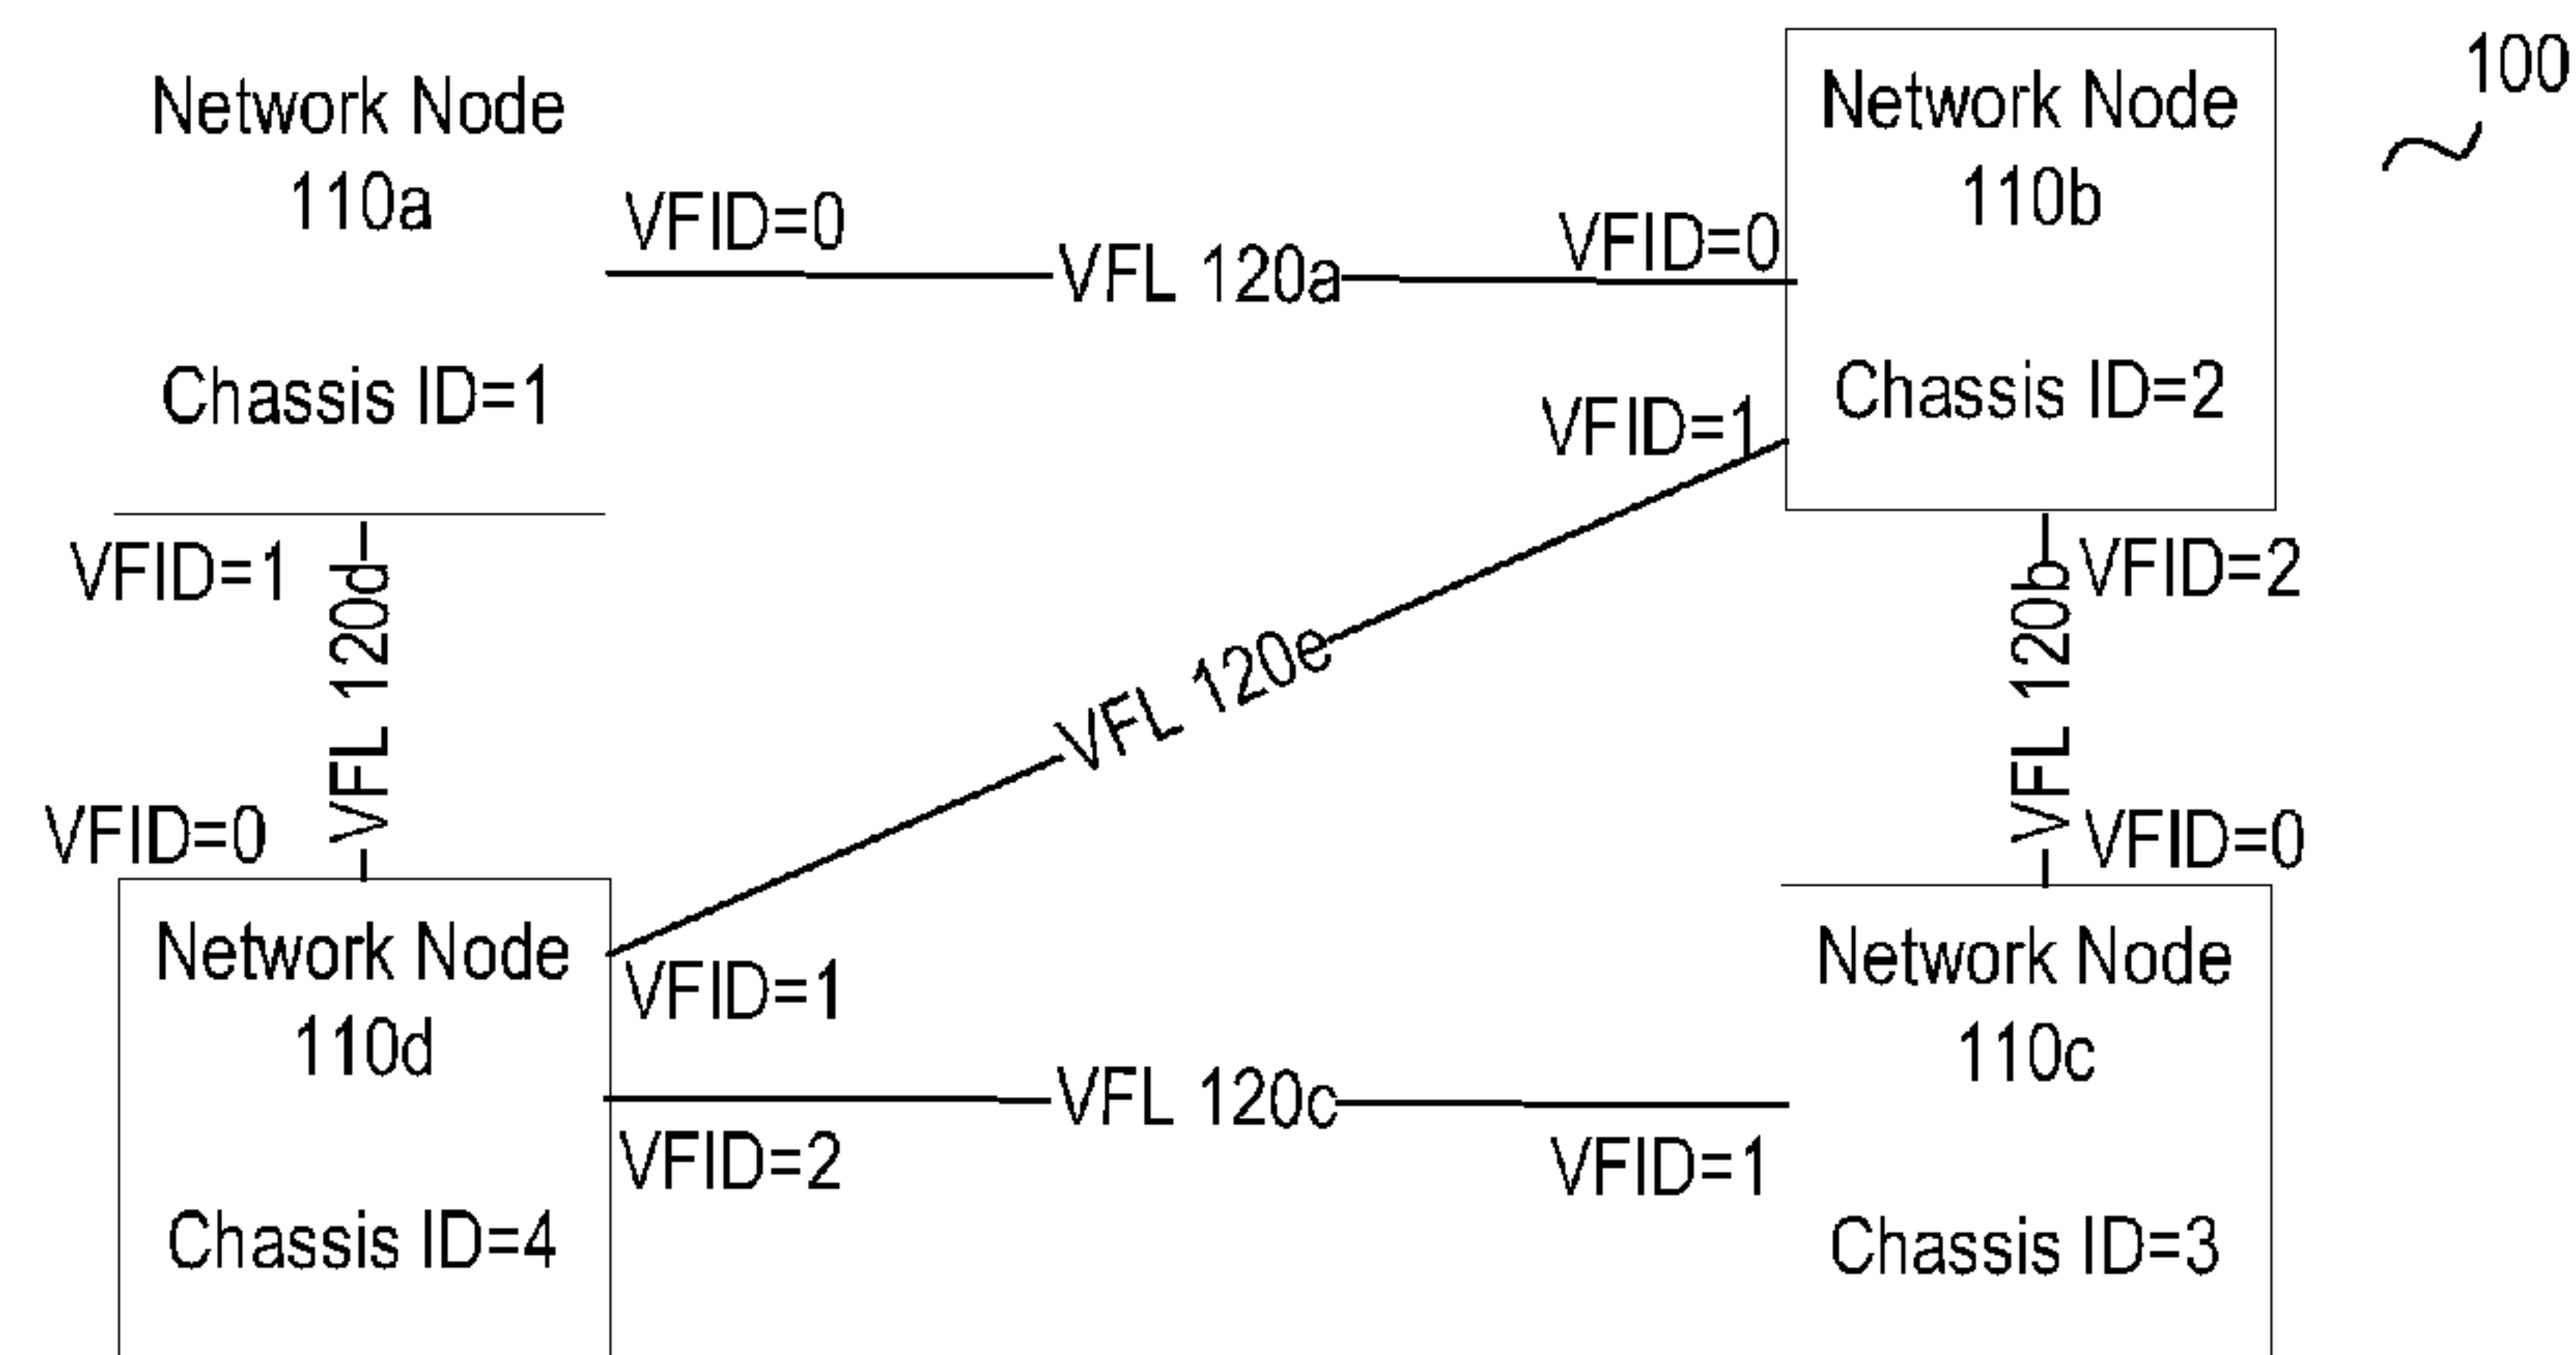 Network Node
110a
Chassis ID=1
VFID=0
VFL 120a
VFID=0
Network Node
110b
Chassis ID=2
100
VFID=1
VFID=1
VFL 120d
VFID=0
VFL 120e
VFID=2
VFL 120b
VFID=0
Network Node
110d
Chassis ID=4
VFID=1
VFID=2
VFL 120c
VFID=1
Network Node
110c
Chassis ID=3